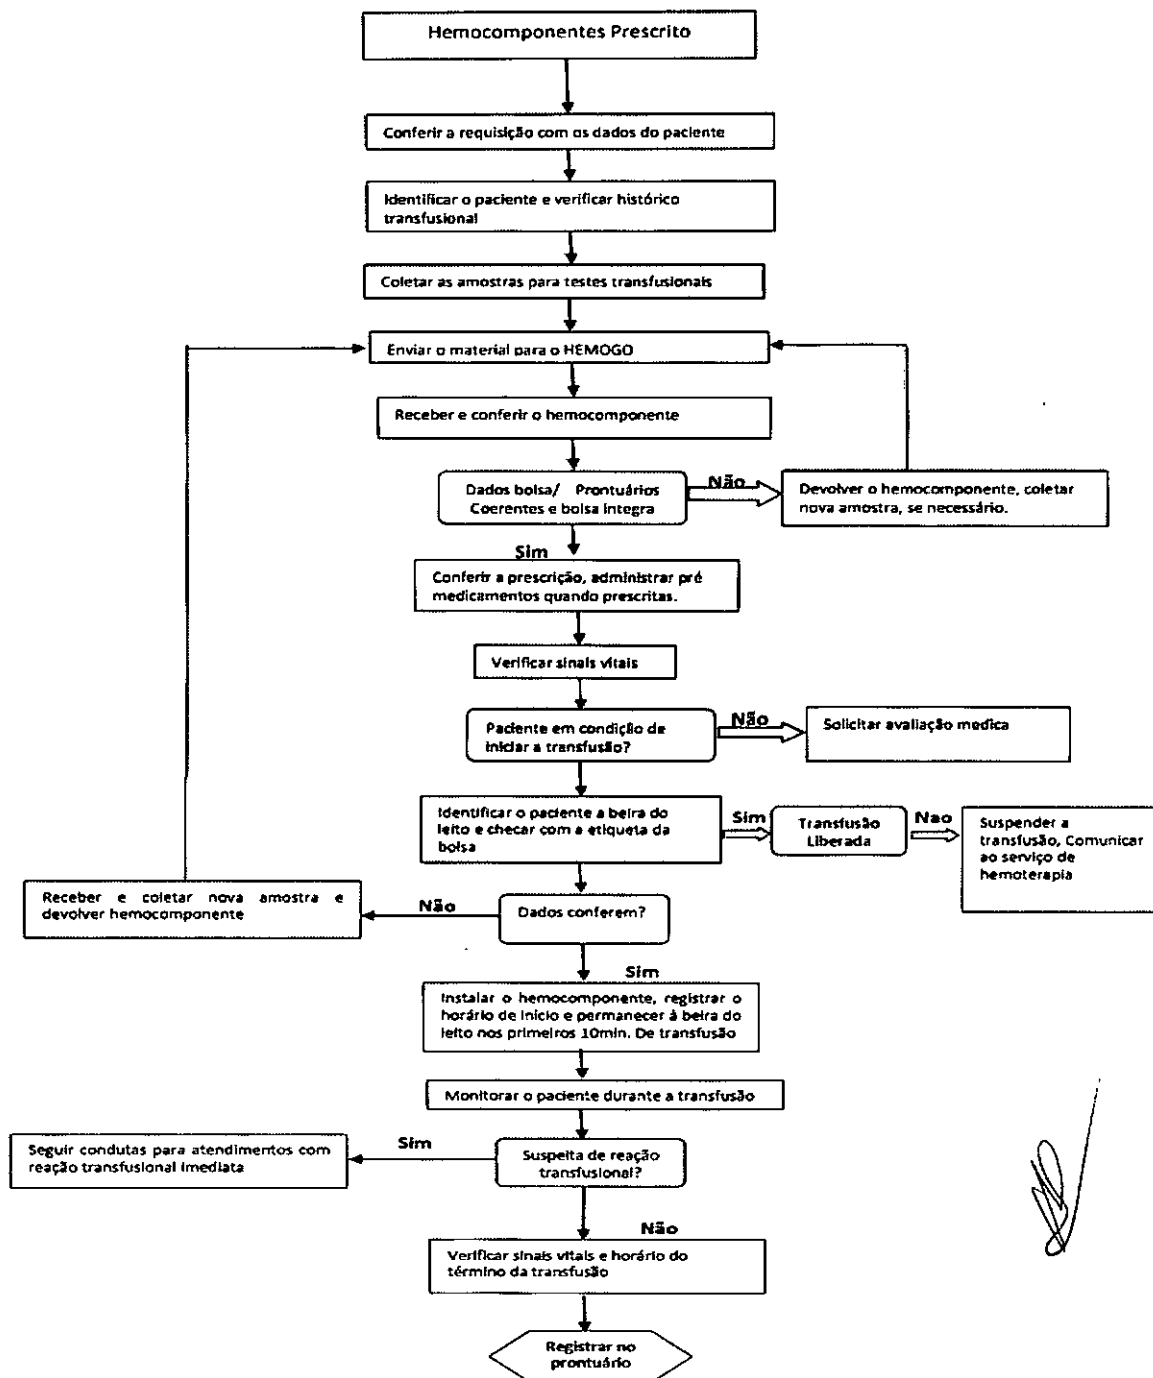 Hemocomponentes Prescrito
Conferir a requisição com os dados do paciente
Identificar o paciente e verificar histórico
transfusional
Coletar as amostras para testes transfusionais
Enviar o material para o HEMOGO
Receber e conferir o hemocomponente
Dados bolsa/ Prontuários
Coerentes e bolsa integra
Não
Devolver o hemocomponente, coletar
nova amostra, se necessário.
Sim
Conferir a prescrição, administrar pré
medicamentos quando prescritas.
Verificar sinais vitais
Paciente em condição de
iniciar a transfusão?
Não
Solicitar avaliação medica
Identificar o paciente a beira do
leito e checar com a etiqueta da
bolsa
Sim
Transfusão
Liberada
Nao
Suspender a
transfusão, Comunicar
ao serviço de
hemoterapia
Receber e coletar nova amostra e
devolver hemocomponente
Não
Dados conferem?
Sim
Instalar o hemocomponente, registrar o
horário de inicio e permanecer à beira do
leito nos primeiros 10min. De transfusão
Monitorar o paciente durante a transfusão
Seguir condutas para atendimentos com
reação transfusional imediata
Sim
Suspeita de reação
transfusional?
Não
Verificar sinais vitais e horário do
término da transfusão
Registrar no
prontuário